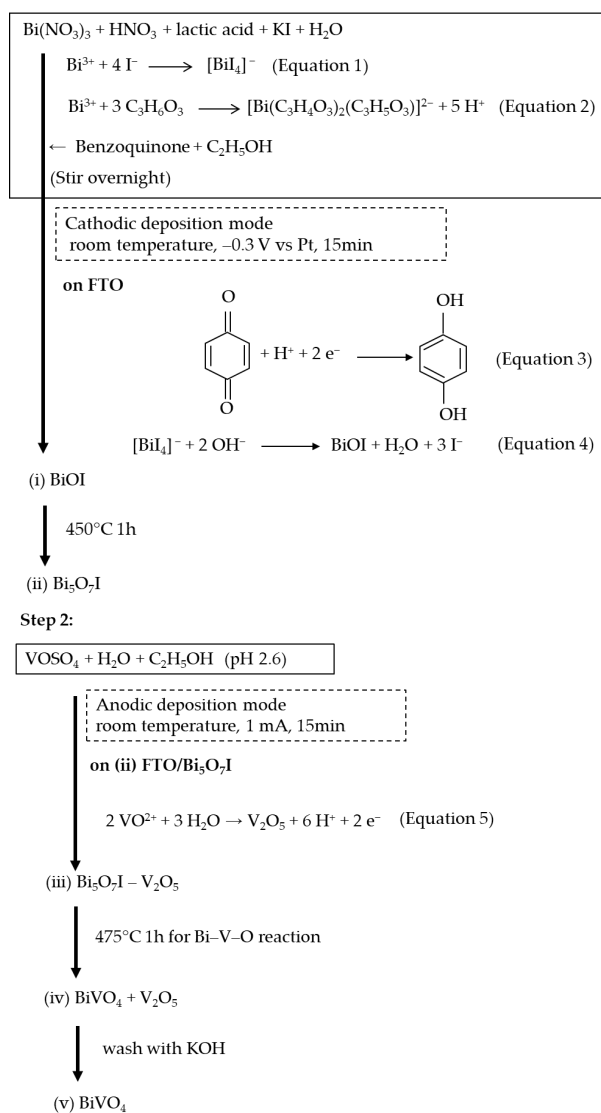 Bi(NO₃)₃ + HNO₃ + lactic acid + KI + H₂O
Bi³⁺ + 4 I⁻ ⟶ [BiI₄]⁻ (Equation 1)
Bi³⁺ + 3 C₃H₆O₃ ⟶ [Bi(C₃H₄O₃)₂(C₃H₅O₃)]²⁻ + 5 H⁺ (Equation 2)
← Benzoquinone + C₂H₅OH
(Stir overnight)
Cathodic deposition mode
room temperature, –0.3 V vs Pt, 15min
on FTO
O
OH
+ H⁺ + 2 e⁻ ⟶ (Equation 3)
O
OH
[BiI₄]⁻ + 2 OH⁻ ⟶ BiOI + H₂O + 3 I⁻ (Equation 4)
(i) BiOI
450°C 1h
(ii) Bi₅O₇I
Step 2:
VOSO₄ + H₂O + C₂H₅OH (pH 2.6)
Anodic deposition mode
room temperature, 1 mA, 15min
on (ii) FTO/Bi₅O₇I
2 VO²⁺ + 3 H₂O → V₂O₅ + 6 H⁺ + 2 e⁻ (Equation 5)
(iii) Bi₅O₇I – V₂O₅
475°C 1h for Bi–V–O reaction
(iv) BiVO₄ + V₂O₅
wash with KOH
(v) BiVO₄